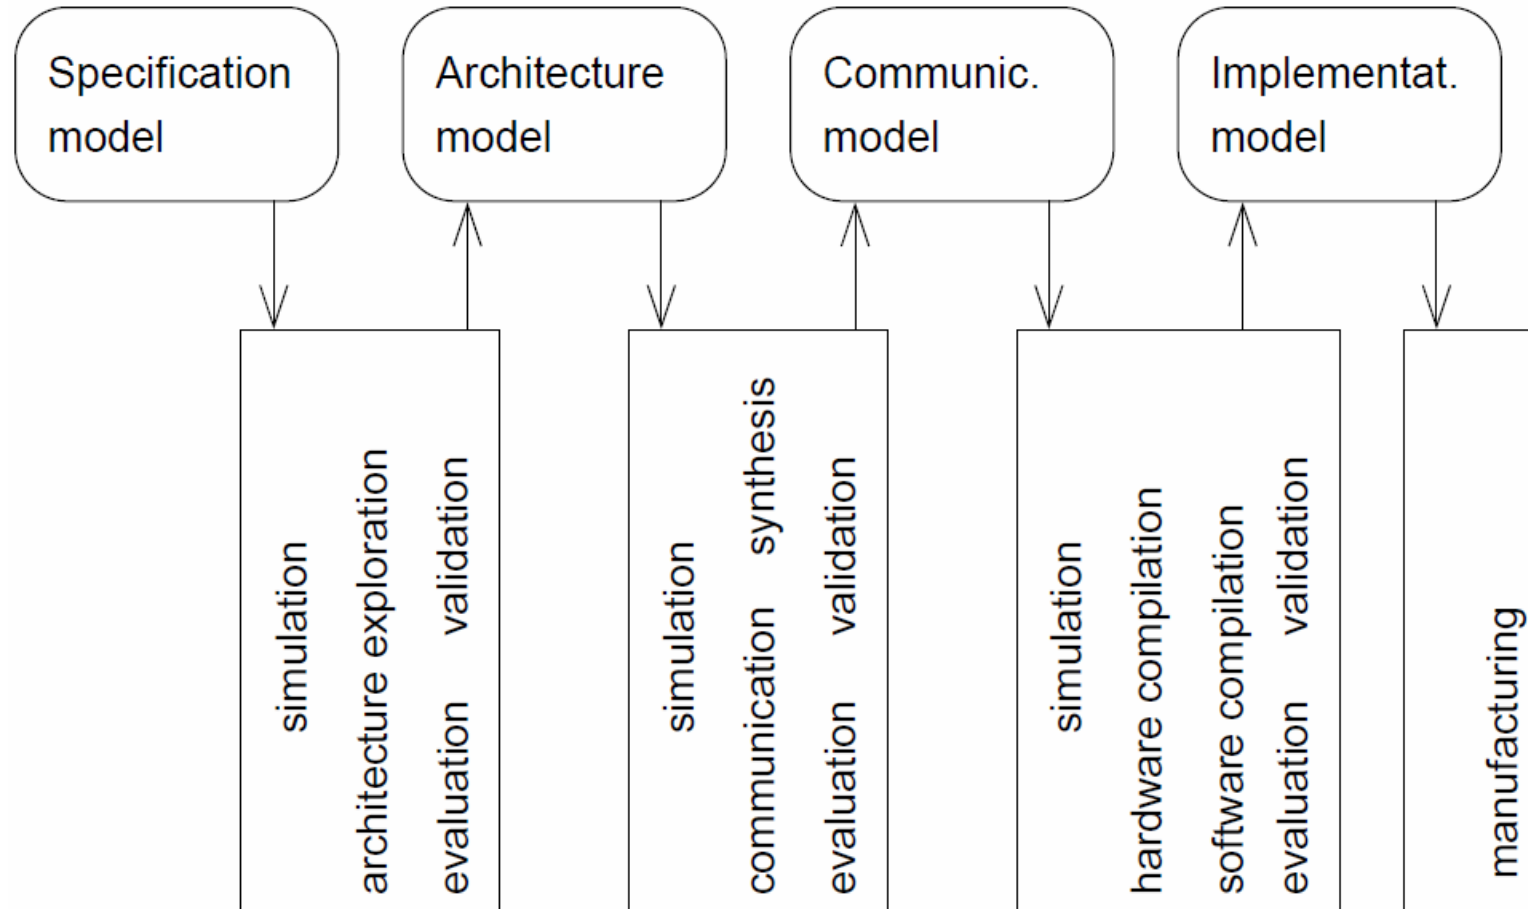 Specification
model
Architecture
model
Communic.
model
Implementat.
model
simulation
architecture exploration
evaluation validation
simulation
communication synthesis
evaluation validation
simulation
hardware compilation
software compilation
evaluation validation
manufacturing